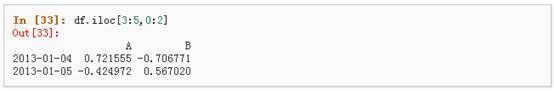 In [33]: df.iloc[3:5,0:2]
Out[33]:
A B
2013-01-04 0.721555 -0.706771
2013-01-05 -0.424972 0.567020